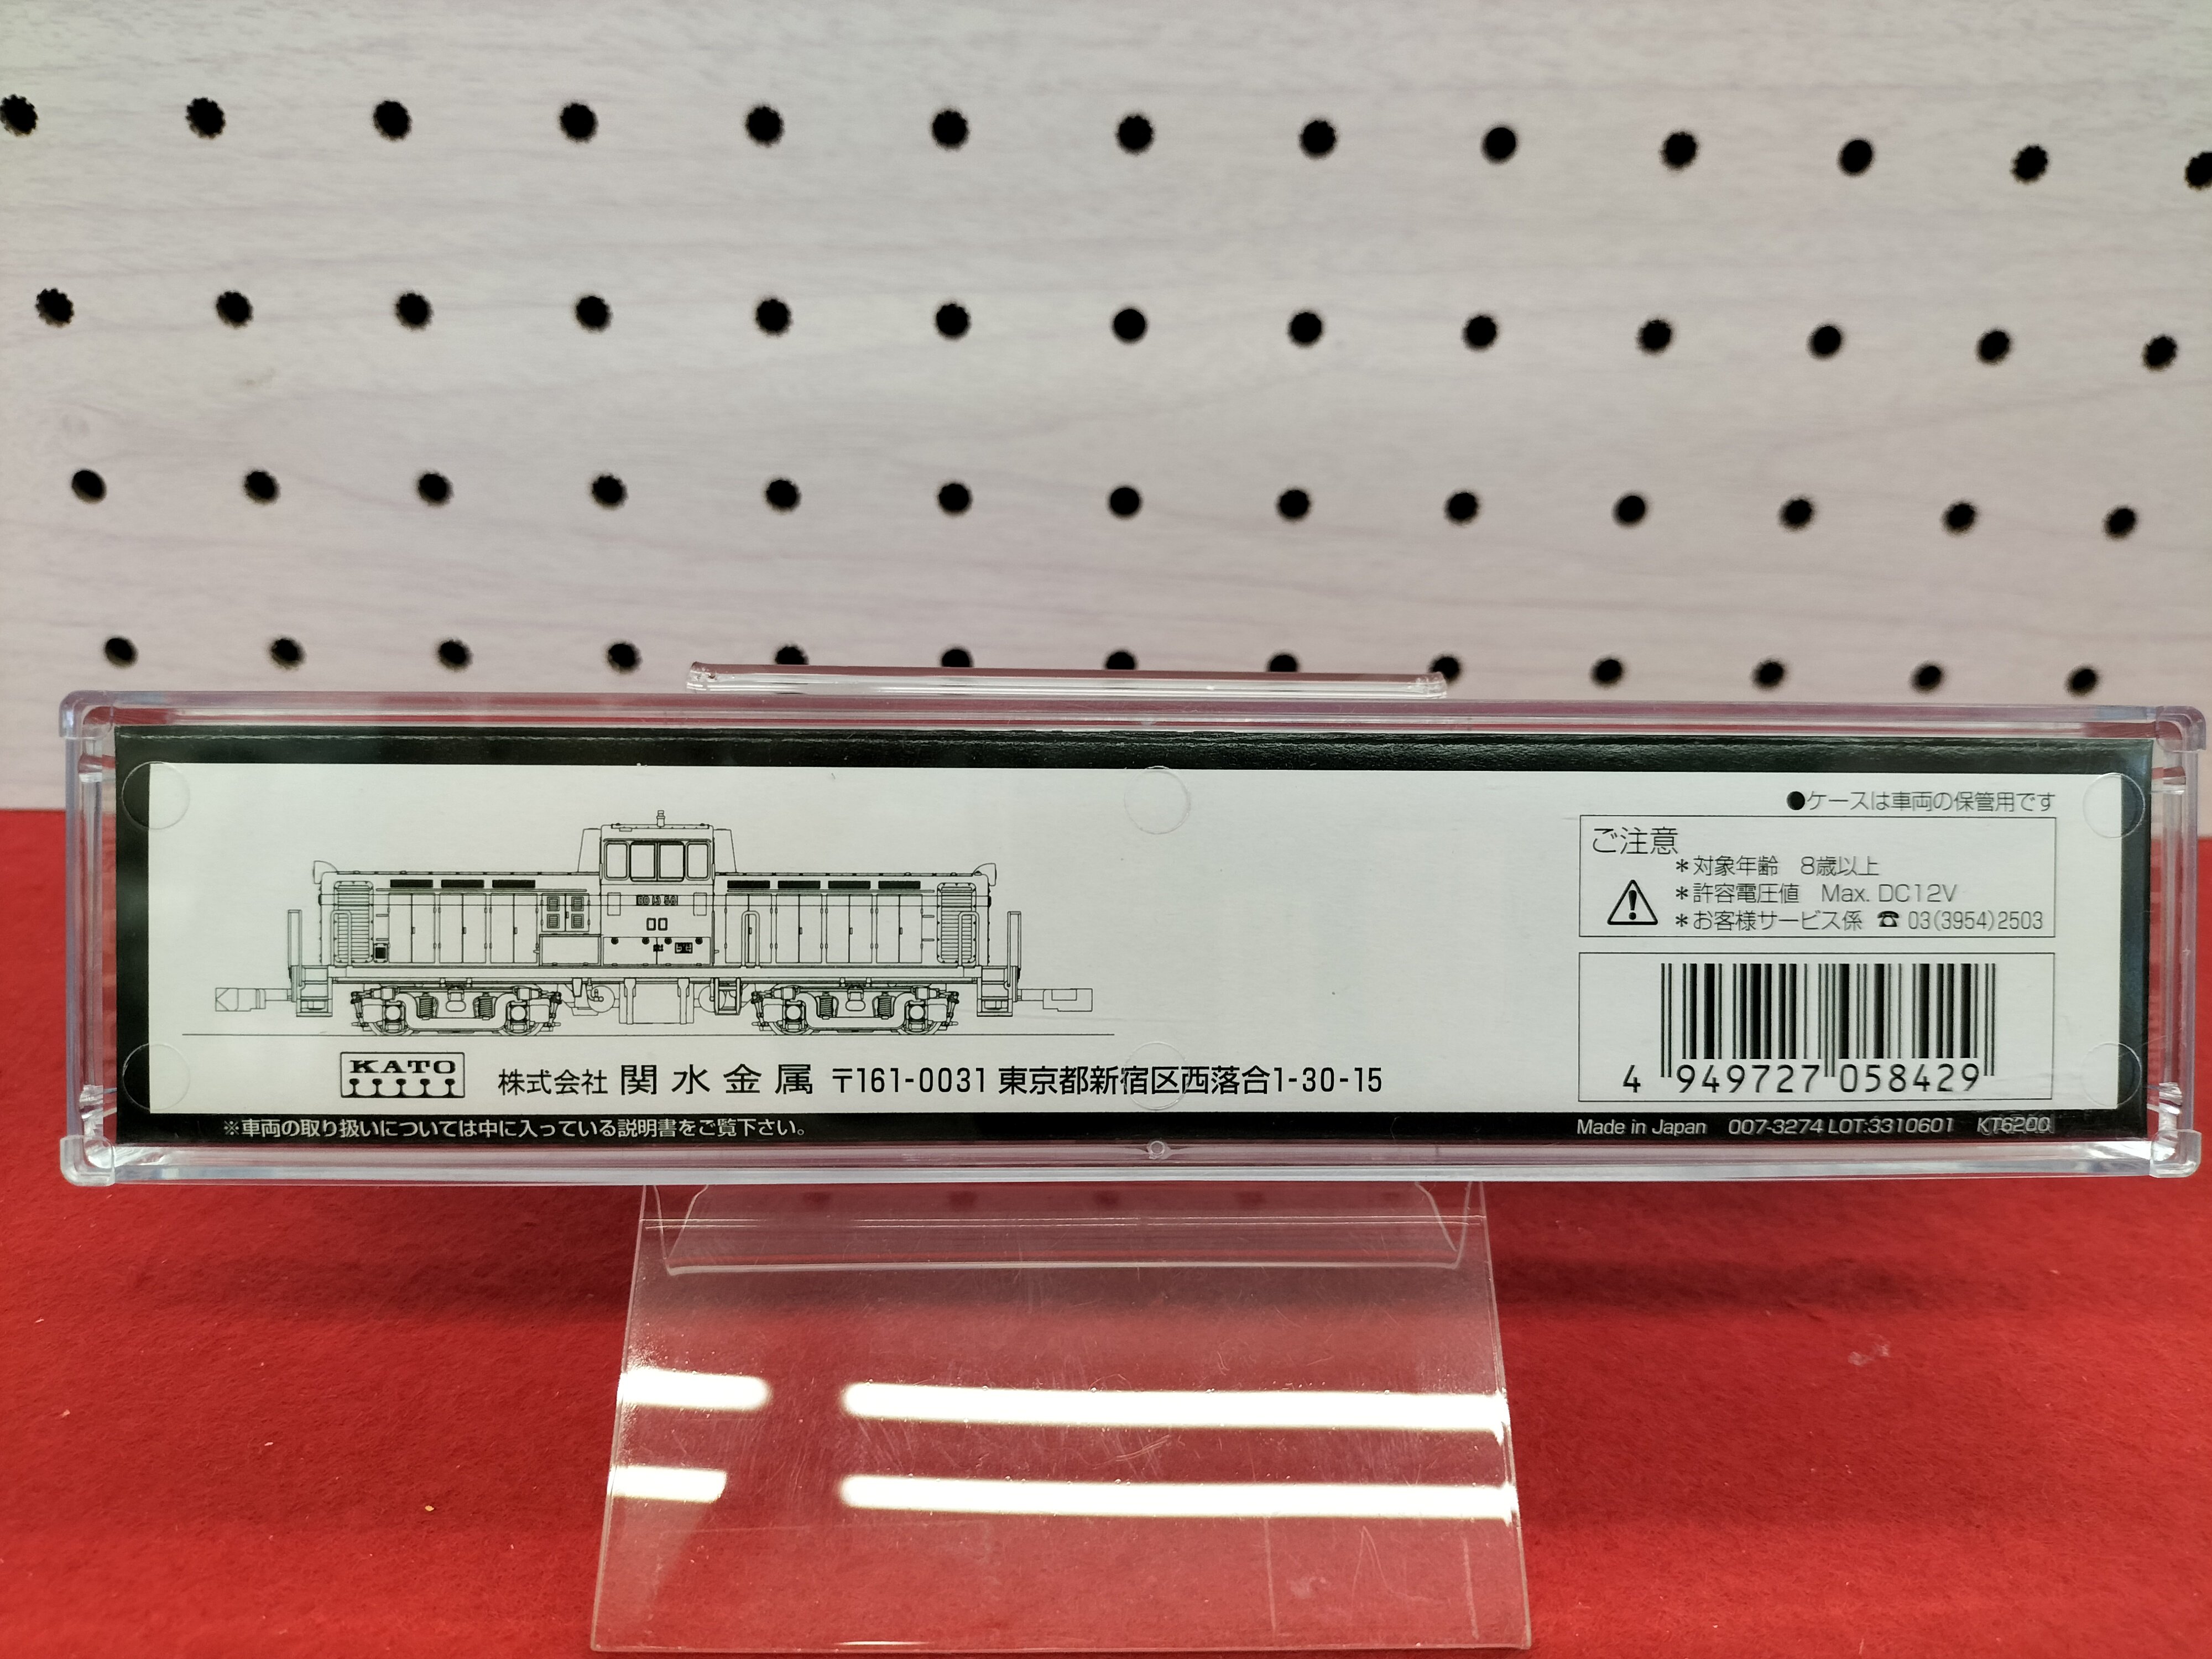 ●ケースは車両の保管用です
ご注意
＊対象年齢 8歳以上
＊許容電圧値 Max. DC12V
＊お客様サービス係 ☎ 03(3954)2503
KATO
株式会社 関水金属 〒161-0031 東京都新宿区西落合1-30-15
4 949727 058429
※車両の取り扱いについては中に入っている説明書をご覧下さい。
Made in Japan 007-3274 LOT:3310601 KT6200